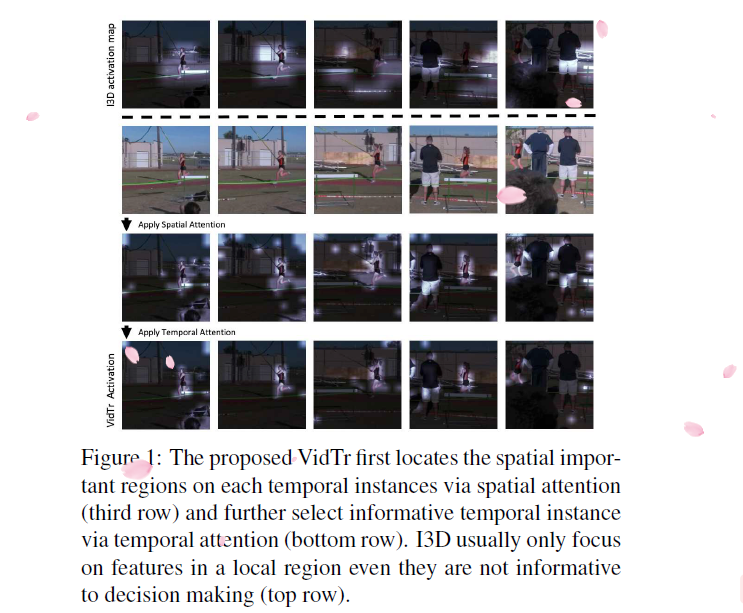 I3D activation map
Apply Spatial Attention
Apply Temporal Attention
VidTr Activation
Figure 1: The proposed VidTr first locates the spatial impor-
tant regions on each temporal instances via spatial attention
(third row) and further select informative temporal instance
via temporal attention (bottom row). I3D usually only focus
on features in a local region even they are not informative
to decision making (top row).